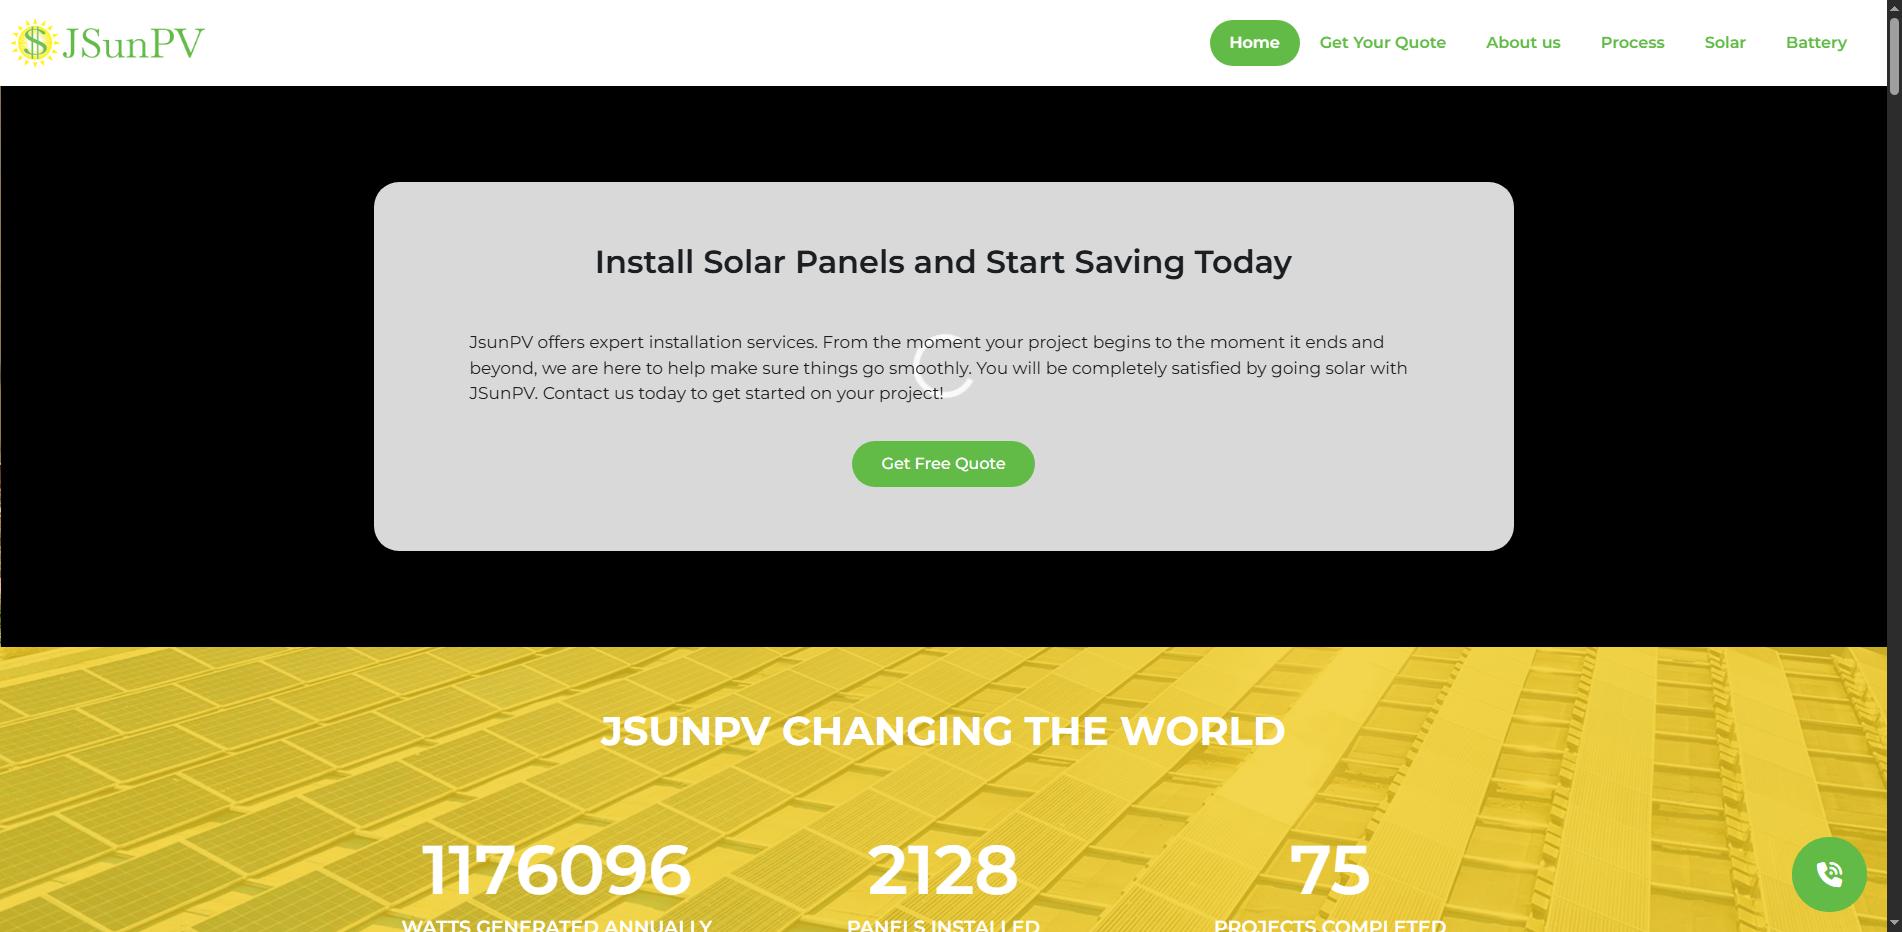 $ JSunPV
Home
Get Your Quote
About us
Process
Solar
Battery
Install Solar Panels and Start Saving Today
JsunPV offers expert installation services. From the moment your project begins to the moment it ends and
beyond, we are here to help make sure things go smoothly. You will be completely satisfied by going solar with
JSunPV. Contact us today to get started on your project!
Get Free Quote
JSUNPV CHANGING THE WORLD
1176096
2128
75
WATTS GENERATED ANNUALLY
PANELS INSTALLED
PROJECTS COMPLETED